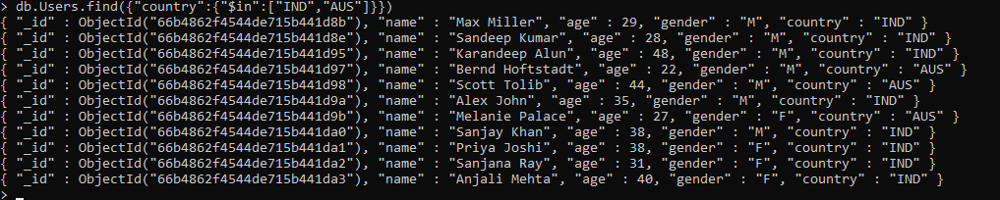 > db.Users.find({"country":{"$in":["IND","AUS"]}})
{ "_id" : ObjectId("66b4862f4544de715b441d8b"), "name" : "Max Miller", "age" : 29, "gender" : "M", "country" : "IND" }
{ "_id" : ObjectId("66b4862f4544de715b441d8e"), "name" : "Sandeep Kumar", "age" : 28, "gender" : "M", "country" : "IND" }
{ "_id" : ObjectId("66b4862f4544de715b441d95"), "name" : "Karandeep Alun", "age" : 48, "gender" : "M", "country" : "IND" }
{ "_id" : ObjectId("66b4862f4544de715b441d97"), "name" : "Bernd Hoftstadt", "age" : 22, "gender" : "M", "country" : "AUS" }
{ "_id" : ObjectId("66b4862f4544de715b441d98"), "name" : "Scott Tolib", "age" : 44, "gender" : "M", "country" : "AUS" }
{ "_id" : ObjectId("66b4862f4544de715b441d9a"), "name" : "Alex John", "age" : 35, "gender" : "M", "country" : "IND" }
{ "_id" : ObjectId("66b4862f4544de715b441d9b"), "name" : "Melanie Palace", "age" : 27, "gender" : "F", "country" : "AUS" }
{ "_id" : ObjectId("66b4862f4544de715b441da0"), "name" : "Sanjay Khan", "age" : 38, "gender" : "M", "country" : "IND" }
{ "_id" : ObjectId("66b4862f4544de715b441da1"), "name" : "Priya Joshi", "age" : 38, "gender" : "F", "country" : "IND" }
{ "_id" : ObjectId("66b4862f4544de715b441da2"), "name" : "Sanjana Ray", "age" : 31, "gender" : "F", "country" : "IND" }
{ "_id" : ObjectId("66b4862f4544de715b441da3"), "name" : "Anjali Mehta", "age" : 40, "gender" : "F", "country" : "IND" }
>